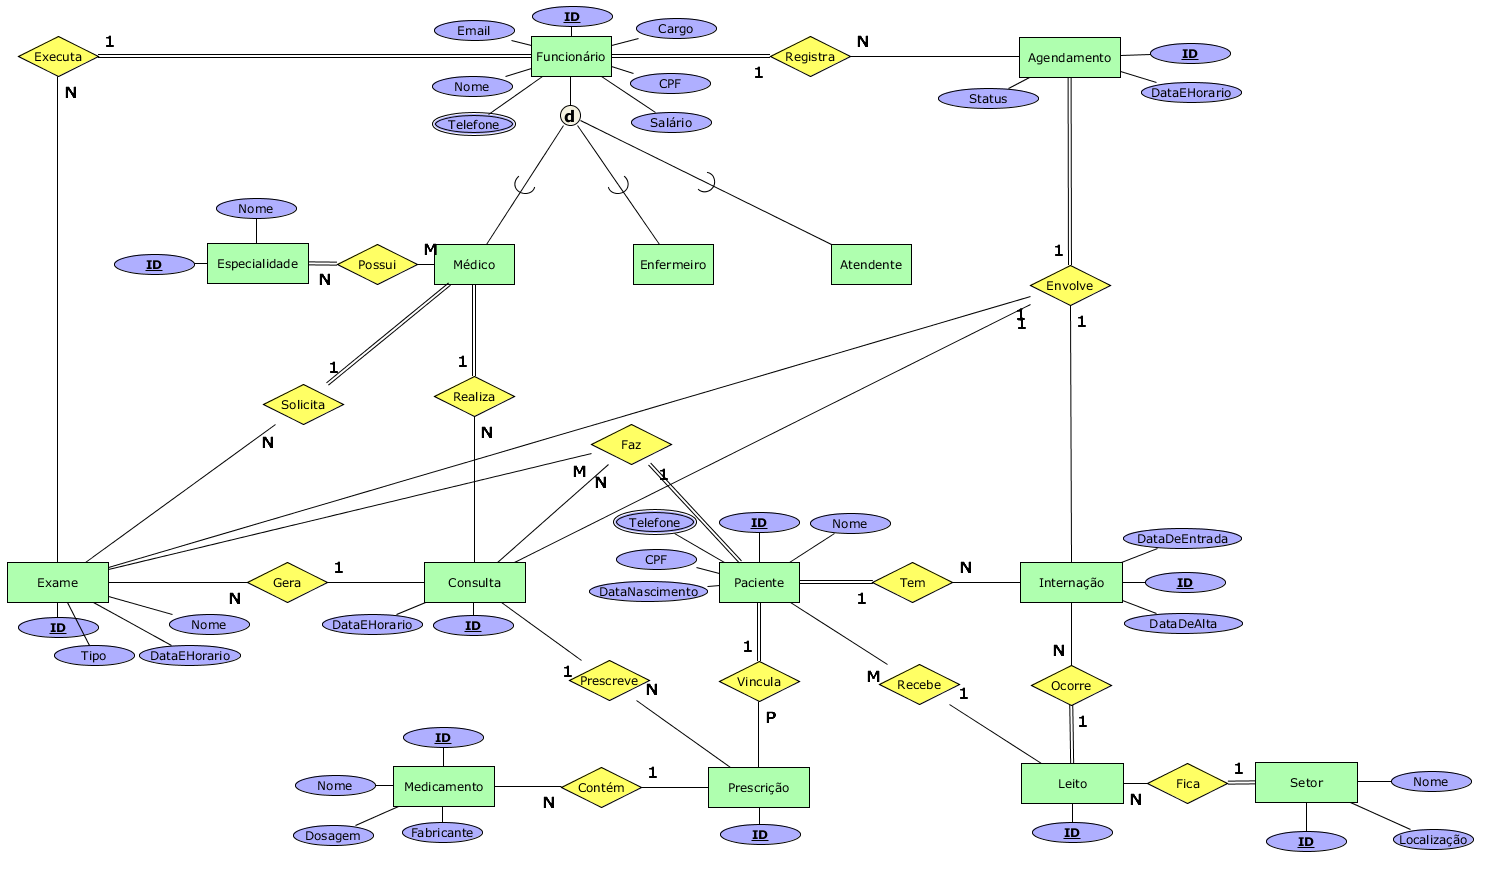 ID
Email
Cargo
Executa
1
Funcionário
1
Registra
N
Agendamento
ID
N
Nome
CPF
Status
DataEHorario
Telefone
d
Salário
Nome
ID
Especialidade
N
Possui
M
Médico
Enfermeiro
Atendente
1
Envolve
1
1
1
1
Solicita
N
1
Realiza
N
Faz
M
N
1
Telefone
ID
Nome
CPF
DataNascimento
Exame
Gera
N
1
Consulta
Paciente
1
Tem
N
Internação
DataDeEntrada
ID
DataDeAlta
ID
Nome
Tipo
DataEHorario
DataEHorario
ID
1
Prescreve
N
1
Vincula
P
M
Recebe
1
N
Ocorre
1
ID
Nome
Medicamento
Dosagem
Fabricante
N
Contém
1
Prescrição
ID
Leito
ID
N
Fica
1
Setor
Nome
ID
Localização